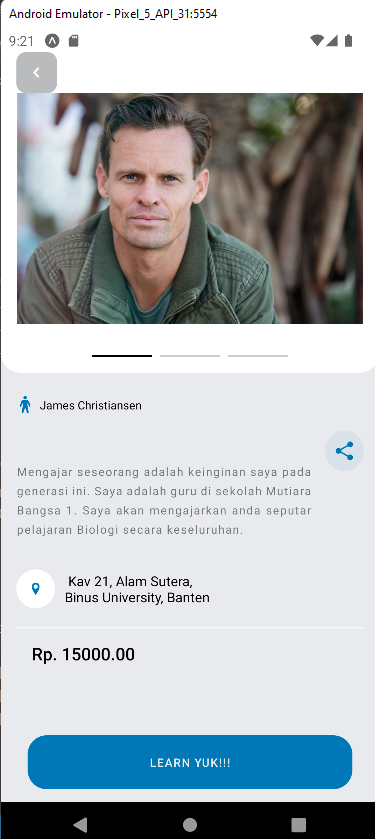 Android Emulator - Pixel_5_API_31:5554
9:21
James Christiansen
Mengajar seseorang adalah keinginan saya pada
generasi ini. Saya adalah guru di sekolah Mutiara
Bangsa 1. Saya akan mengajarkan anda seputar
pelajaran Biologi secara keseluruhan.
Kav 21, Alam Sutera,
Binus University, Banten
Rp. 15000.00
LEARN YUK!!!